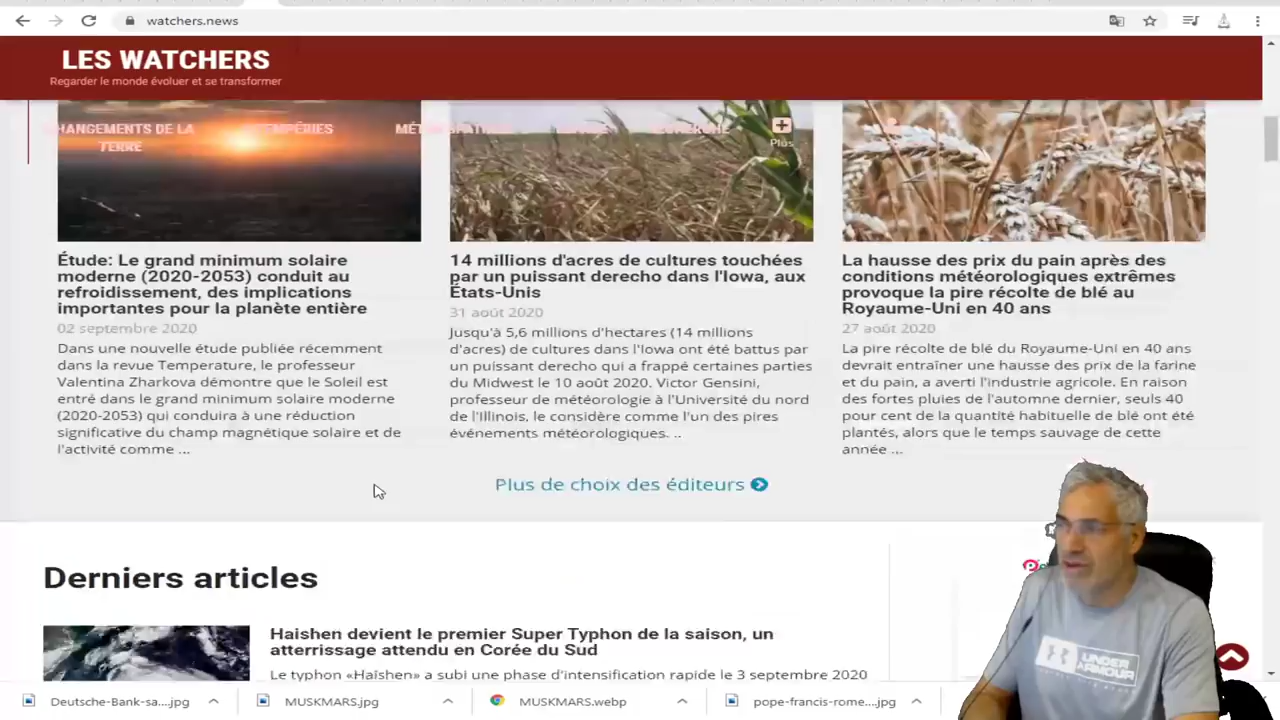 watchers.news
LES WATCHERS
Regarder le monde évoluer et se transformer
HANGEMENTS DE LA
TERRE
Plus
Étude: Le grand minimum solaire
moderne (2020-2053) conduit au
refroidissement, des implications
importantes pour la planète entière
02 septembre 2020
Dans une nouvelle étude publiée récemment
dans la revue Temperature, le professeur
Valentina Zharkova démontre que le Soleil est
entré dans le grand minimum solaire moderne
(2020-2053) qui conduira à une réduction
significative du champ magnétique solaire et de
l'activité comme ...
14 millions d'acres de cultures touchées
par un puissant derecho dans l'Iowa, aux
États-Unis
31 août 2020
Jusqu'à 5,6 millions d'hectares (14 millions
d'acres) de cultures dans l'Iowa ont été battus par
un puissant derecho qui a frappé certaines parties
du Midwest le 10 août 2020. Victor Gensini,
professeur de météorologie à l'Université du nord
de l'Illinois, le considère comme l'un des pires
événements météorologiques. ..
La hausse des prix du pain après des
conditions météorologiques extrêmes
provoque la pire récolte de blé au
Royaume-Uni en 40 ans
27 août 2020
La pire récolte de blé du Royaume-Uni en 40 ans
devrait entraîner une hausse des prix de la farine
et du pain, a averti l'industrie agricole. En raison
des fortes pluies de l'automne dernier, seuls 40
pour cent de la quantité habituelle de blé ont été
plantés, alors que le temps sauvage de cette
année ...
Plus de choix des éditeurs
Derniers articles
Haishen devient le premier Super Typhon de la saison, un
atterrissage attendu en Corée du Sud
Le typhon «Haîshen» a subi une phase d'intensification rapide le 3 septembre 2020
UNDER
ARMOUR
Deutsche-Bank-sa....jpg
MUSKMARS.jpg
MUSKMARS.webp
pope-francis-rome....jpg